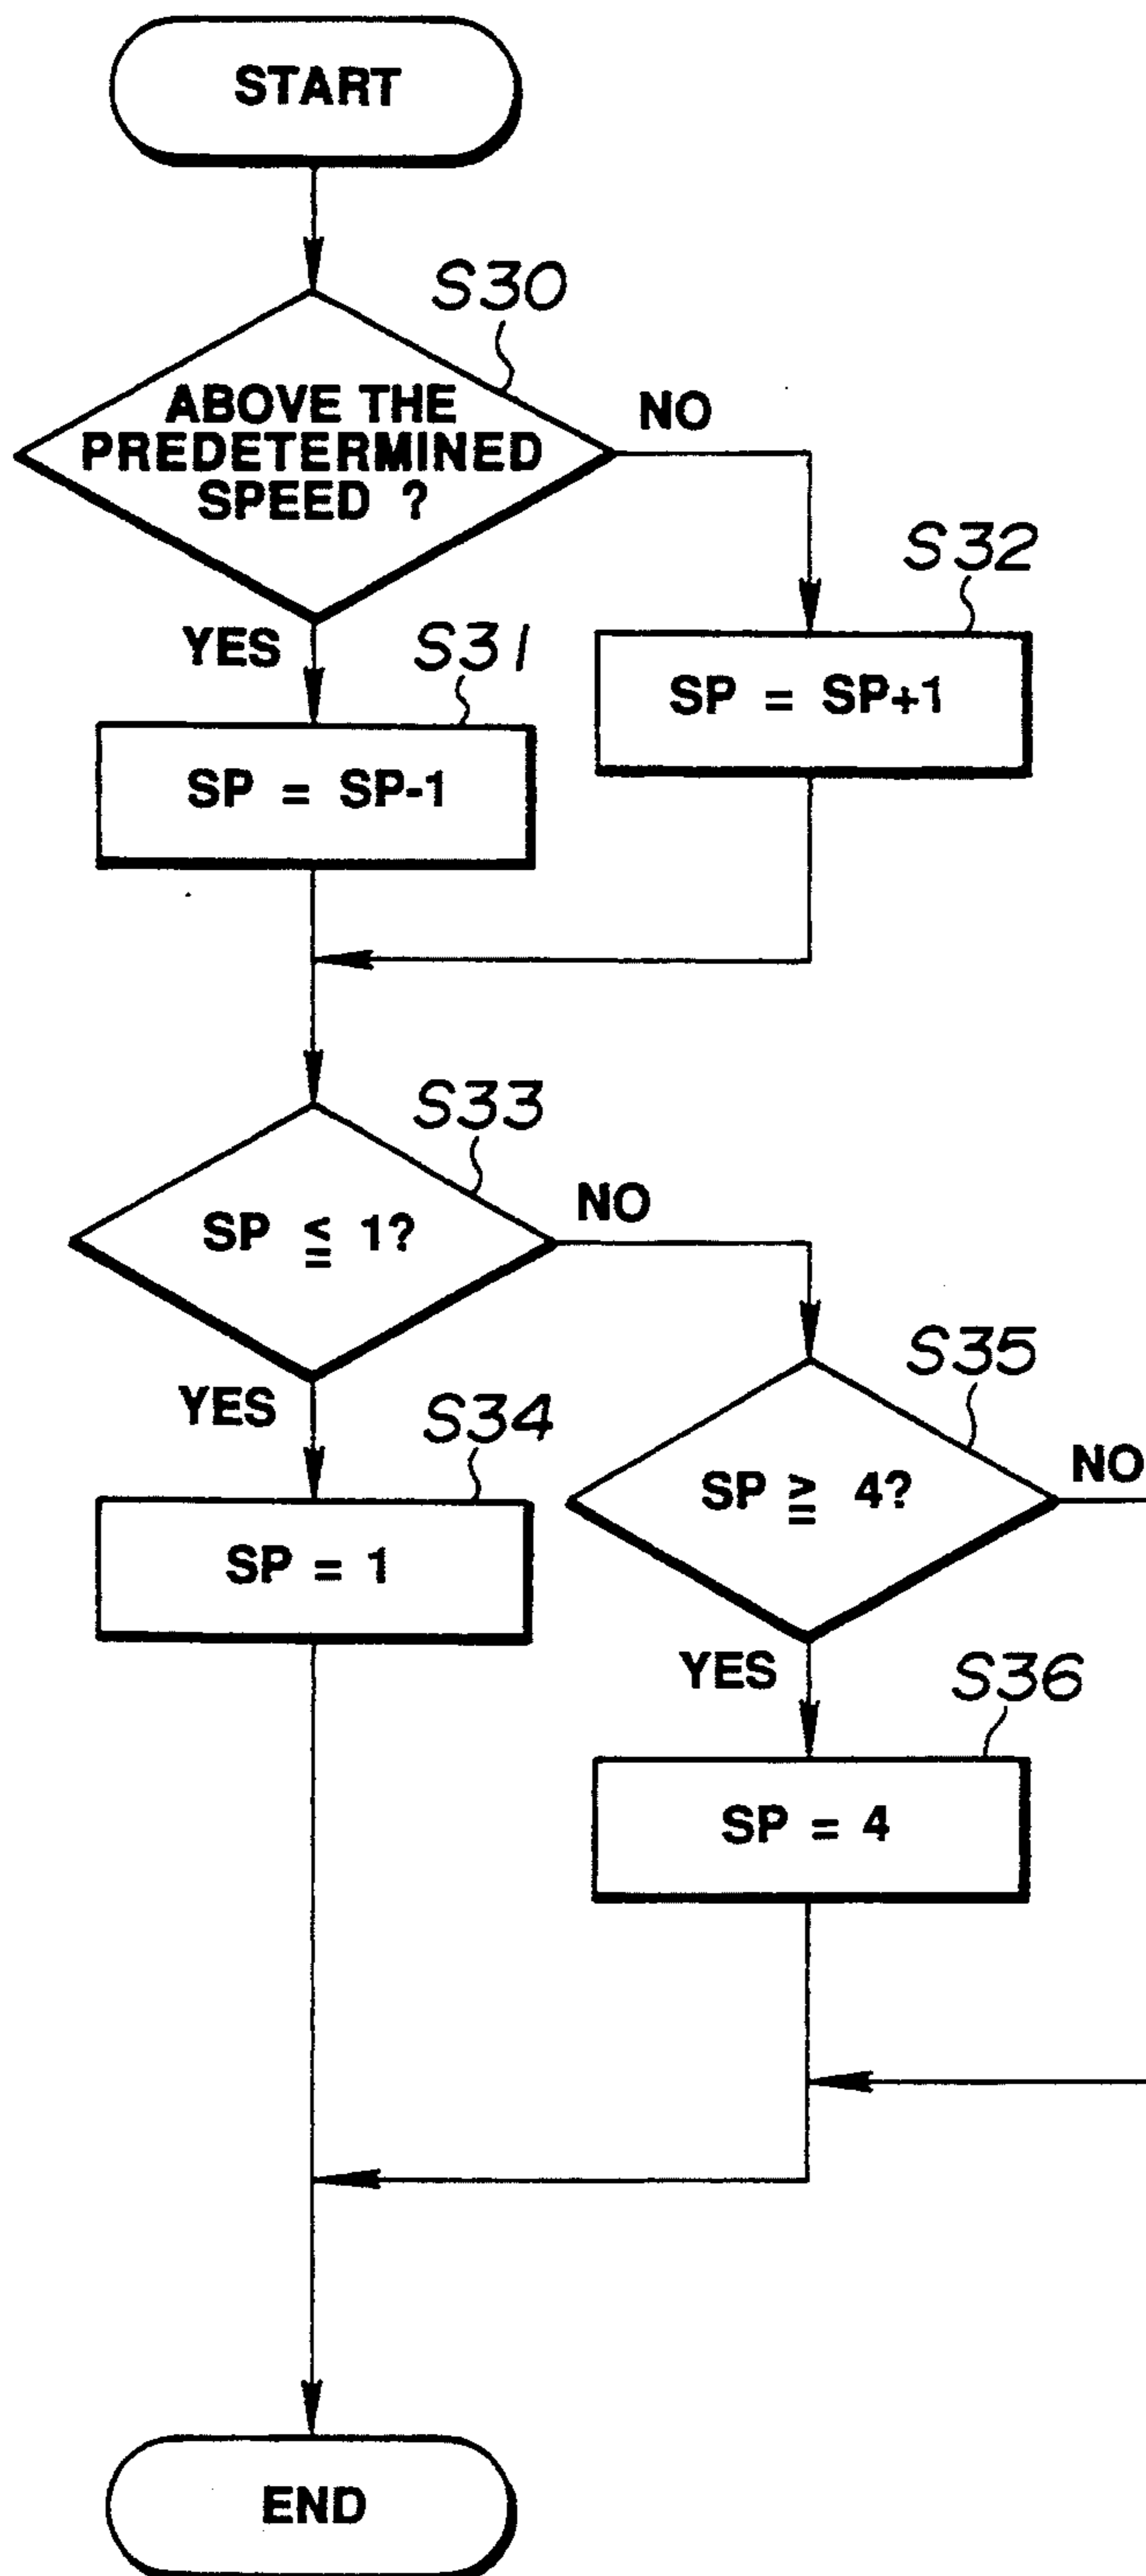 START
S30
ABOVE THE
PREDETERMINED
SPEED ?
NO
S32
SP = SP+1
YES
S31
SP = SP-1
S33
SP ≦ 1?
NO
YES
S34
SP = 1
S35
SP ≧ 4?
NO
YES
S36
SP = 4
END